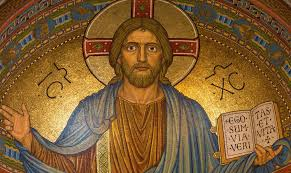 IC
XC
+EGO·
SUM·
VIA·
VERI
TAS·
ET·
VITA·